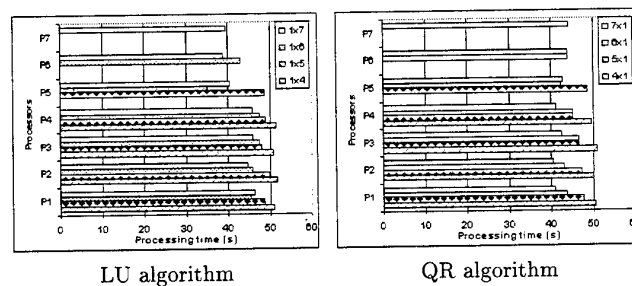 P7
P6
P5
P4
P3
P2
P1
Processors
0 10 20 30 40 50 60
Processing time (s)
1x7
1x6
1x5
1x4
LU algorithm
P7
P6
P5
P4
P3
P2
P1
Processors
0 10 20 30 40 50 60
Processing time (s)
7x1
6x1
5x1
4x1
QR algorithm